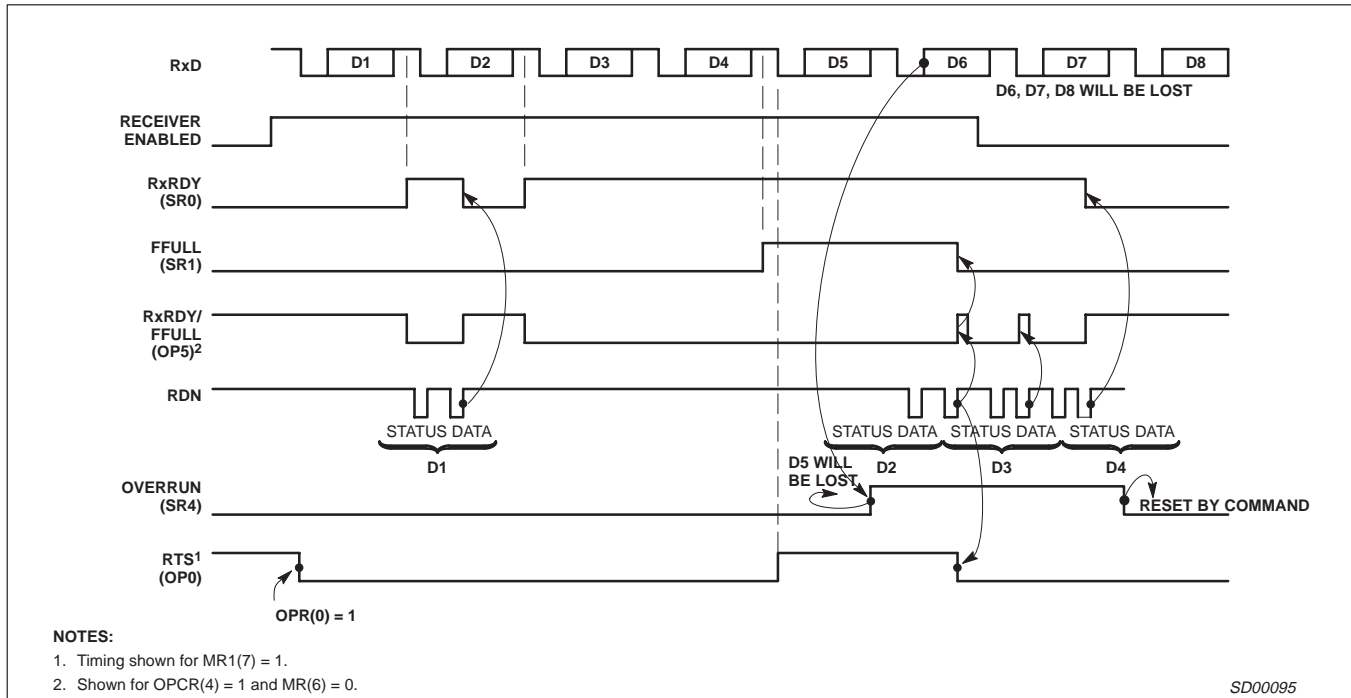 RxD
D1 D2 D3 D4 D5 D6 D7 D8
D6, D7, D8 WILL BE LOST
RECEIVER
ENABLED
RxRDY
(SR0)
FFULL
(SR1)
RxRDY/
FFULL
(OP5)2
RDN
STATUS DATA STATUS DATA STATUS DATA STATUS DATA
D1 D2 D3 D4
D5 WILL
BE LOST
OVERRUN
(SR4)
RESET BY COMMAND
RTS1
(OP0)
OPR(0) = 1
NOTES:
1. Timing shown for MR1(7) = 1.
2. Shown for OPCR(4) = 1 and MR(6) = 0.
SD00095